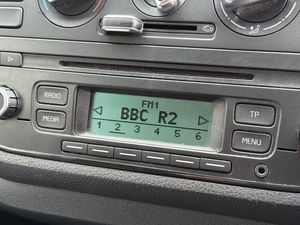 RADIO
MEDIA
FM1
BBC R2
1 2 3 4 5 6
TP
MENU